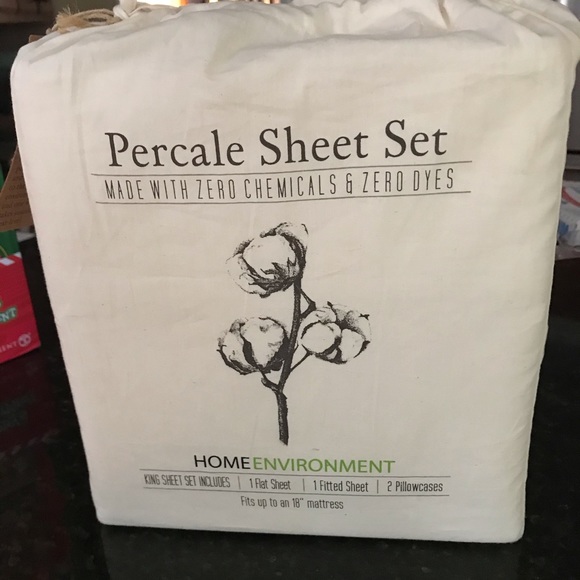 Percale Sheet Set
MADE WITH ZERO CHEMICALS & ZERO DYES
HOMEENVIRONMENT
KING SHEET SET INCLUDES | 1 Flat Sheet | 1 Fitted Sheet | 2 Pillowcases
Fits up to an 18" mattress